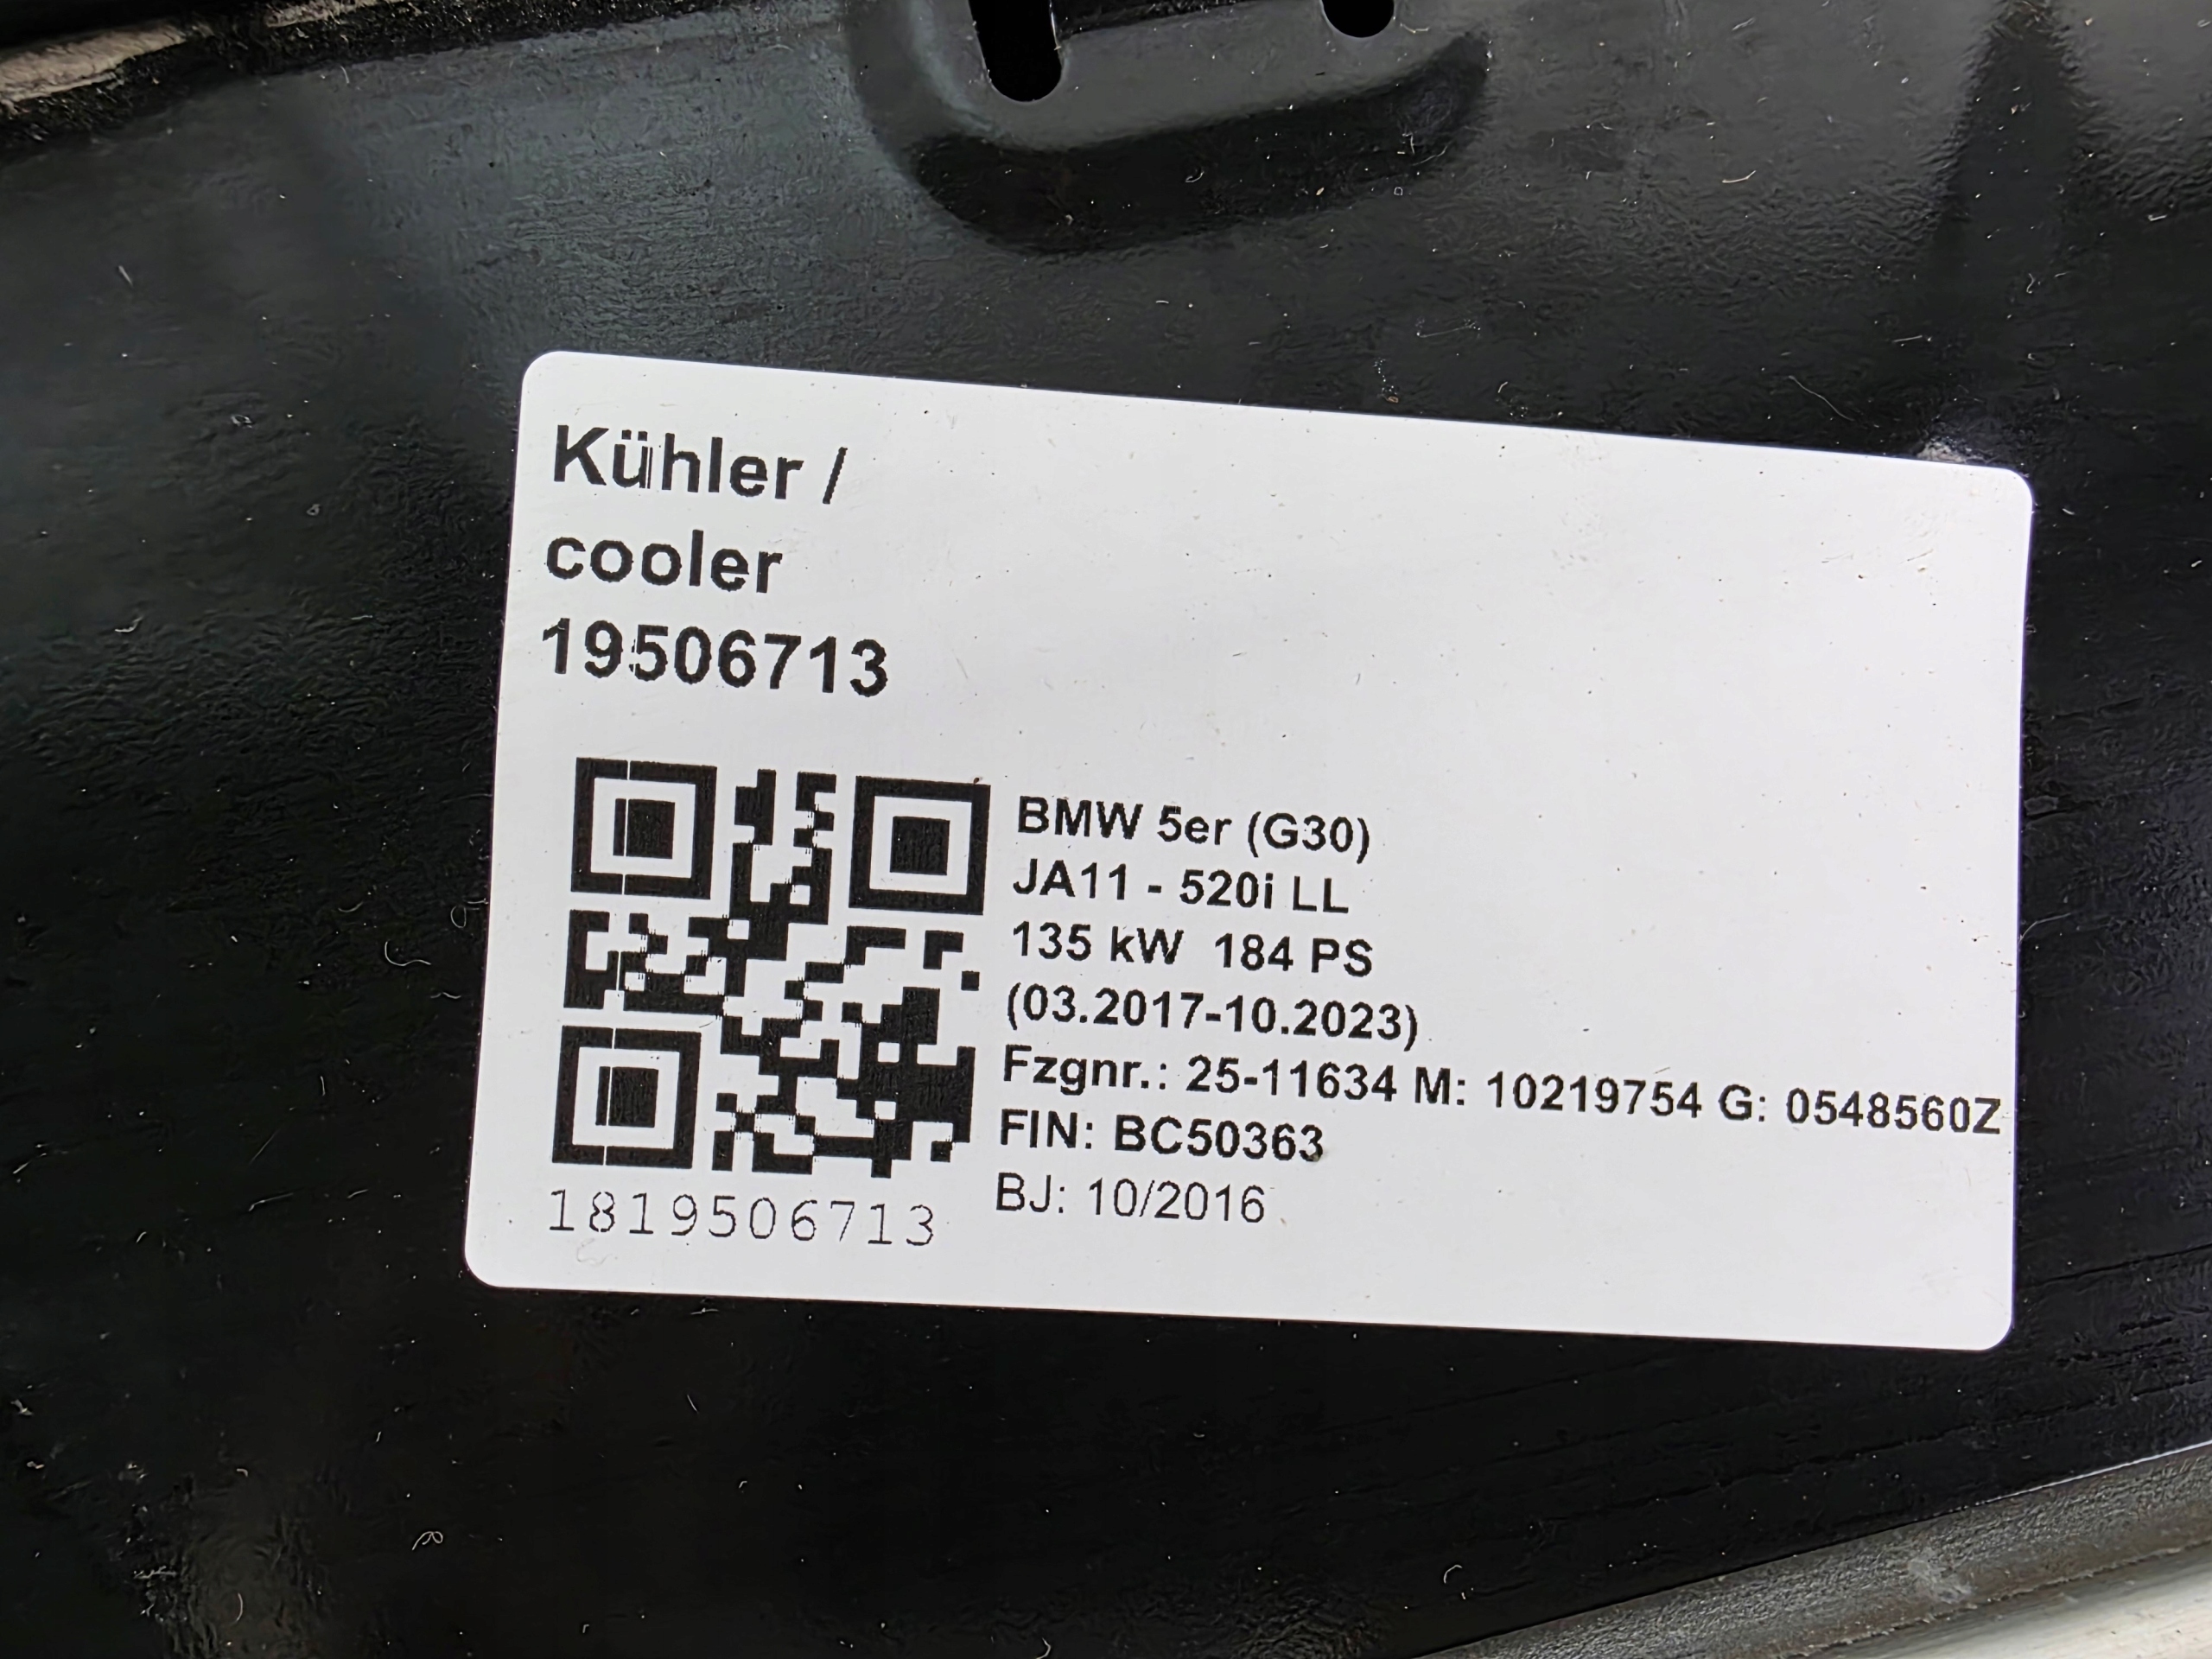 Kühler /
cooler
19506713
BMW 5er (G30)
JA11 - 520i LL
135 kW 184 PS
(03.2017-10.2023)
Fzgnr.: 25-11634 M: 10219754 G: 0548560Z
FIN: BC50363
BJ: 10/2016
1819506713